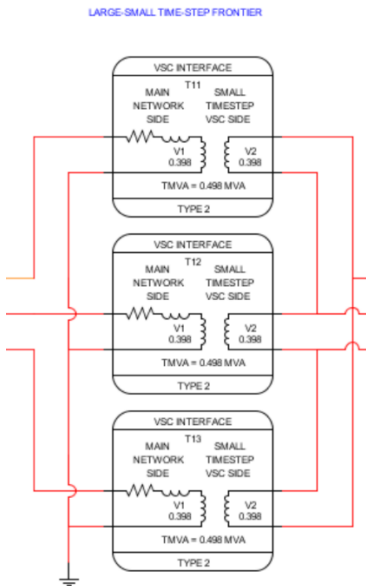 LARGE-SMALL TIME-STEP FRONTIER
VSC INTERFACE
T11
MAIN SMALL
NETWORK TIMESTEP
SIDE VSC SIDE
V1 V2
0.398 0.398
TMVA = 0.498 MVA
TYPE 2
VSC INTERFACE
T12
MAIN SMALL
NETWORK TIMESTEP
SIDE VSC SIDE
V1 V2
0.398 0.398
TMVA = 0.498 MVA
TYPE 2
VSC INTERFACE
T13
MAIN SMALL
NETWORK TIMESTEP
SIDE VSC SIDE
V1 V2
0.398 0.398
TMVA = 0.498 MVA
TYPE 2